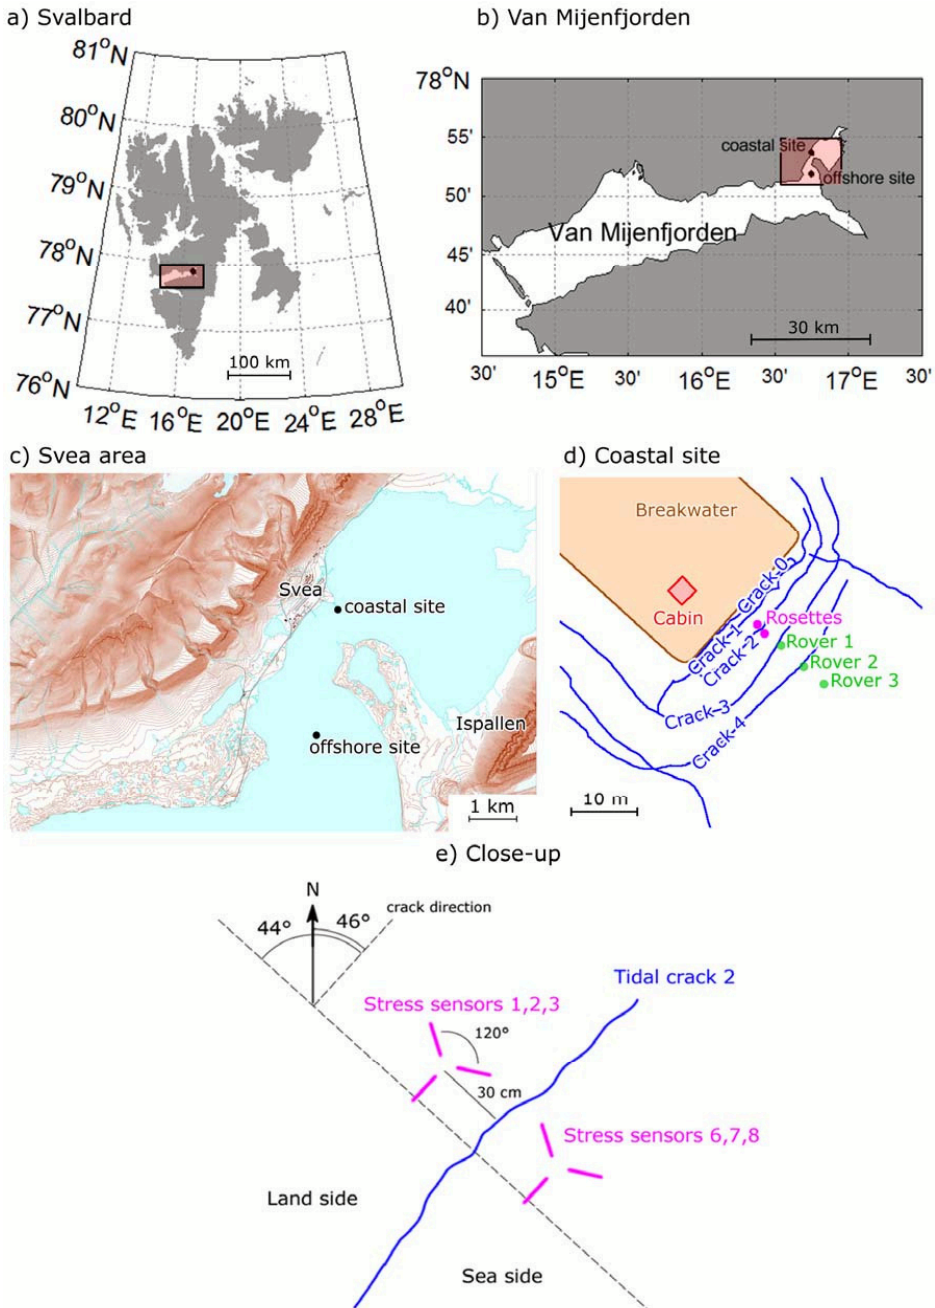 a) Svalbard
81°N
80°N
79°N
78°N
77°N
76°N
100 km
12°E 16°E 20°E 24°E 28°E
b) Van Mijenfjorden
78°N
55'
coastal site
offshore site
50'
Van Mijenfjorden
45'
40'
30 km
30' 15°E 30' 16°E 30' 17°E 30'
c) Svea area
Svea
coastal site
Ispallen
offshore site
1 km
d) Coastal site
Breakwater
Cabin
Crack 0
Crack 1
Crack 2
Rosettes
Rover 1
Rover 2
Rover 3
Crack 3
Crack 4
10 m
e) Close-up
N
44°
46°
crack direction
Tidal crack 2
Stress sensors 1,2,3
120°
30 cm
Stress sensors 6,7,8
Land side
Sea side